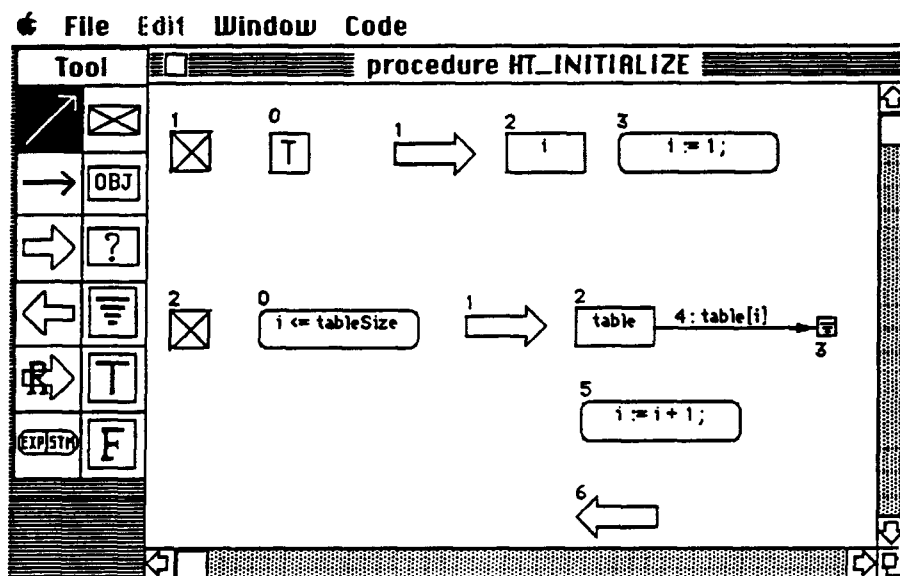 File Edit Window Code
Tool
procedure HT_INITIALIZE
1 0 1 2 3
T i i := 1;
OBJ
?
2 0 1 2
i <= tableSize table 4: table[i]
3
R T
5
i := i + 1;
EXP STM F
6